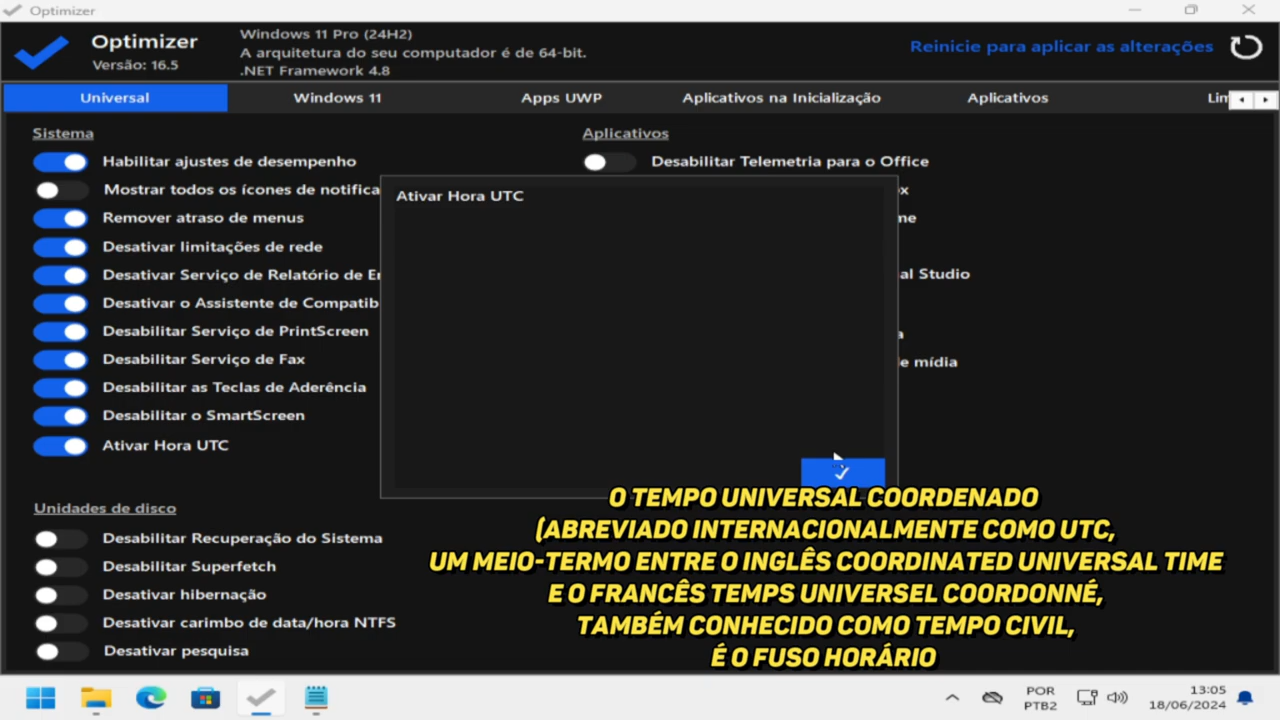 Optimizer
Optimizer
Versão: 16.5
Windows 11 Pro (24H2)
A arquitetura do seu computador é de 64-bit.
.NET Framework 4.8
Reinicie para aplicar as alterações
Universal
Windows 11
Apps UWP
Aplicativos na Inicialização
Aplicativos
Lim
Sistema
Habilitar ajustes de desempenho
Mostrar todos os ícones de notifica
Remover atraso de menus
Desativar limitações de rede
Desativar Serviço de Relatório de Er
Desativar o Assistente de Compatib
Desabilitar Serviço de PrintScreen
Desabilitar Serviço de Fax
Desabilitar as Teclas de Aderência
Desabilitar o SmartScreen
Ativar Hora UTC
Unidades de disco
Desabilitar Recuperação do Sistema
Desabilitar Superfetch
Desativar hibernação
Desativar carimbo de data/hora NTFS
Desativar pesquisa
Aplicativos
Desabilitar Telemetria para o Office
ox
me
al Studio
a
e mídia
Ativar Hora UTC
O TEMPO UNIVERSAL COORDENADO
(ABREVIADO INTERNACIONALMENTE COMO UTC,
UM MEIO-TERMO ENTRE O INGLÊS COORDINATED UNIVERSAL TIME
E O FRANCÊS TEMPS UNIVERSEL COORDONNÉ,
TAMBÉM CONHECIDO COMO TEMPO CIVIL,
É O FUSO HORÁRIO
POR
PTB2
13:05
18/06/2024